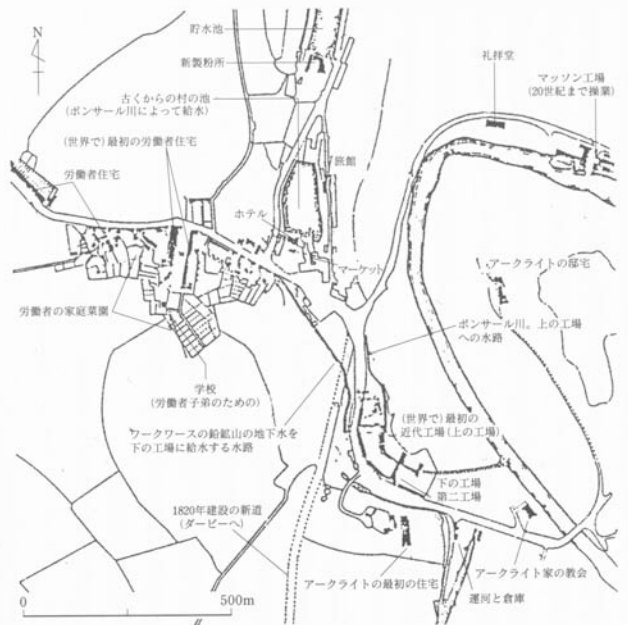 貯水池
新製粉所
古くからの村の池
(ボンサール川によって給水)
(世界で)最初の労働者住宅
労働者住宅
N
礼拝堂
マッソン工場
(20世紀まで操業)
旅館
ホテル
マーケット
アークライトの邸宅
労働者の家庭菜園
ボンサール川。上の工場
への水路
学校
(労働者子弟のための)
(世界で)最初の
近代工場(上の工場)
ワークワースの鉛鉱山の地下水を
下の工場に給水する水路
下の工場
第二工場
1820年建設の新道
(ダービーへ)
アークライト家の教会
アークライトの最初の住宅
運河と倉庫
0
500m